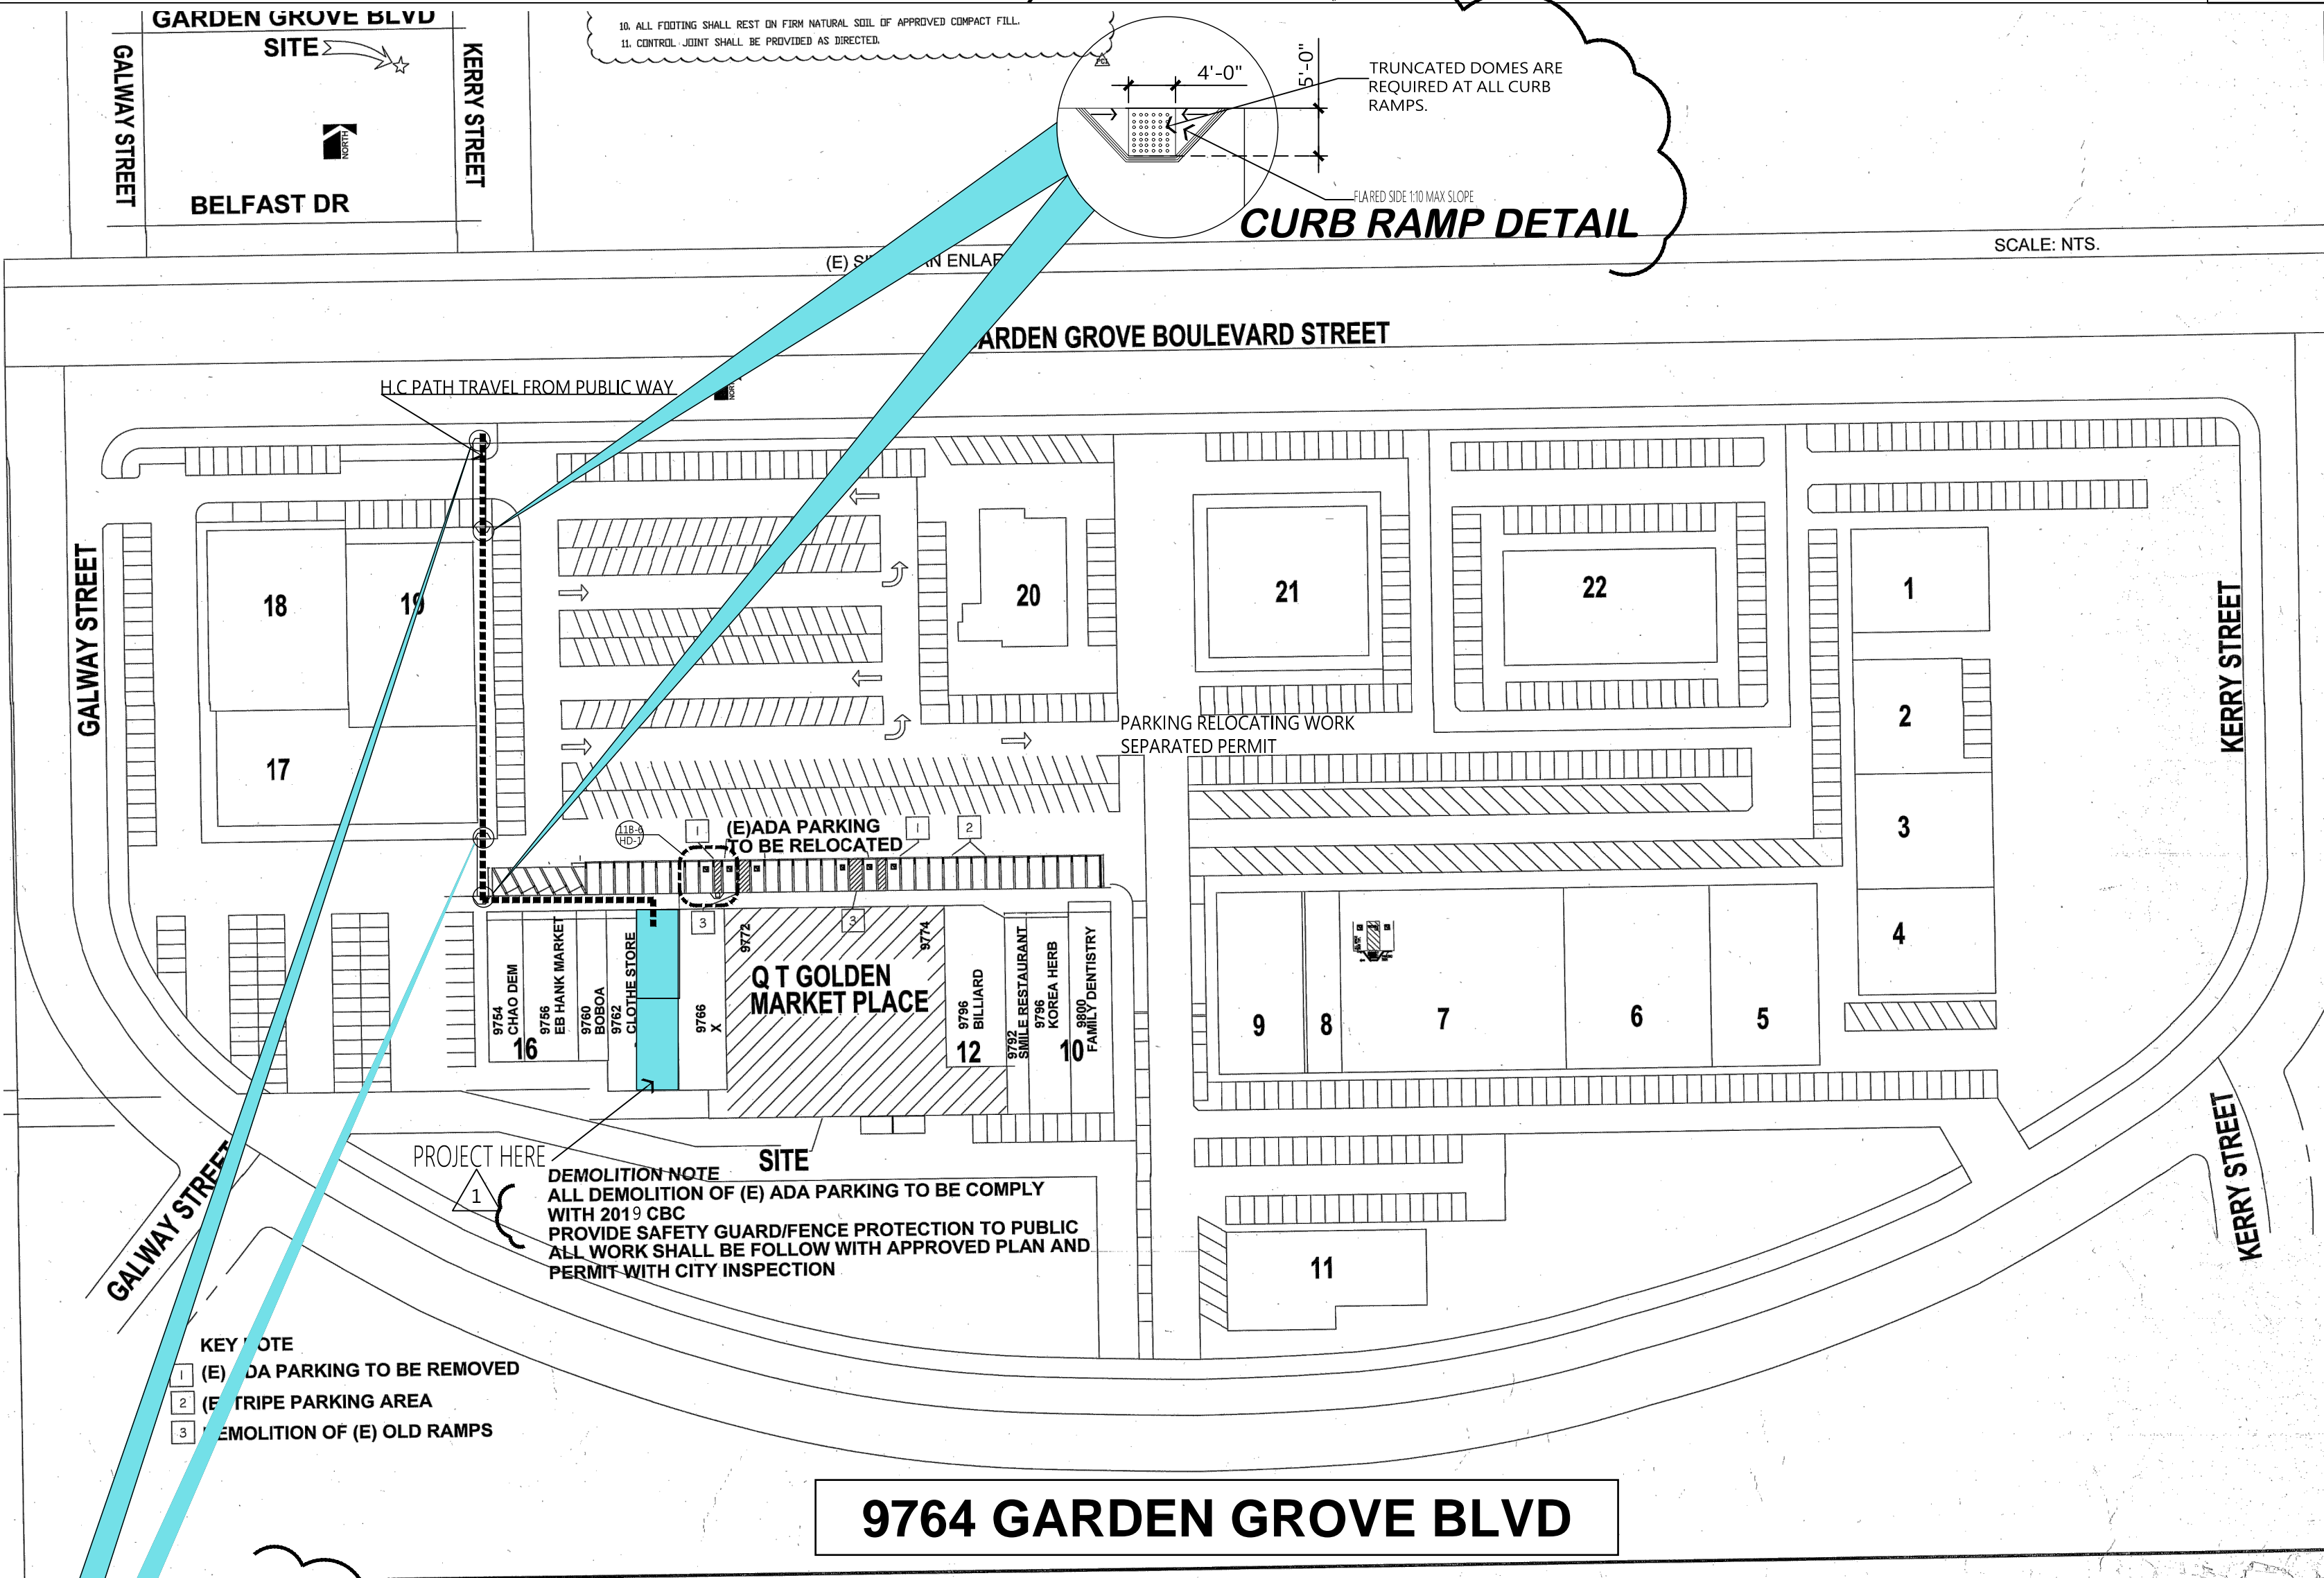 GARDEN GROVE BLVD
SITE
GALWAY STREET
KERRY STREET
NORTH
BELFAST DR
10. ALL FOOTING SHALL REST ON FIRM NATURAL SOIL OF APPROVED COMPACT FILL.
11. CONTROL JOINT SHALL BE PROVIDED AS DIRECTED.
4'-0"
5'-0"
TRUNCATED DOMES ARE
REQUIRED AT ALL CURB
RAMPS.
FLARED SIDE 1:10 MAX SLOPE
CURB RAMP DETAIL
SCALE: NTS.
(E) S
N ENLAR
ARDEN GROVE BOULEVARD STREET
H.C PATH TRAVEL FROM PUBLIC WAY
GALWAY STREET
18
19
17
20
21
22
1
2
3
4
KERRY STREET
PARKING RELOCATING WORK
SEPARATED PERMIT
11B-6
HD-1
1
(E)ADA PARKING
TO BE RELOCATED
1
2
3
3
9754
CHAO DEM
16
9756
EB HANK MARKET
9760
BOBOA
9762
CLOTHE STORE
9766
X
9772
Q T GOLDEN
MARKET PLACE
9774
9796
BILLIARD
12
9792
SMILE RESTAURANT
9796
KOREA HERB
10
9800
FAMILY DENTISTRY
9
8
7
6
5
11
GALWAY STREET
KERRY STREET
KERRY STREET
PROJECT HERE
1
SITE
DEMOLITION NOTE
ALL DEMOLITION OF (E) ADA PARKING TO BE COMPLY
WITH 2019 CBC
PROVIDE SAFETY GUARD/FENCE PROTECTION TO PUBLIC
ALL WORK SHALL BE FOLLOW WITH APPROVED PLAN AND
PERMIT WITH CITY INSPECTION
KEY OTE
1 (E) DA PARKING TO BE REMOVED
2 (E TRIPE PARKING AREA
3 EMOLITION OF (E) OLD RAMPS
9764 GARDEN GROVE BLVD